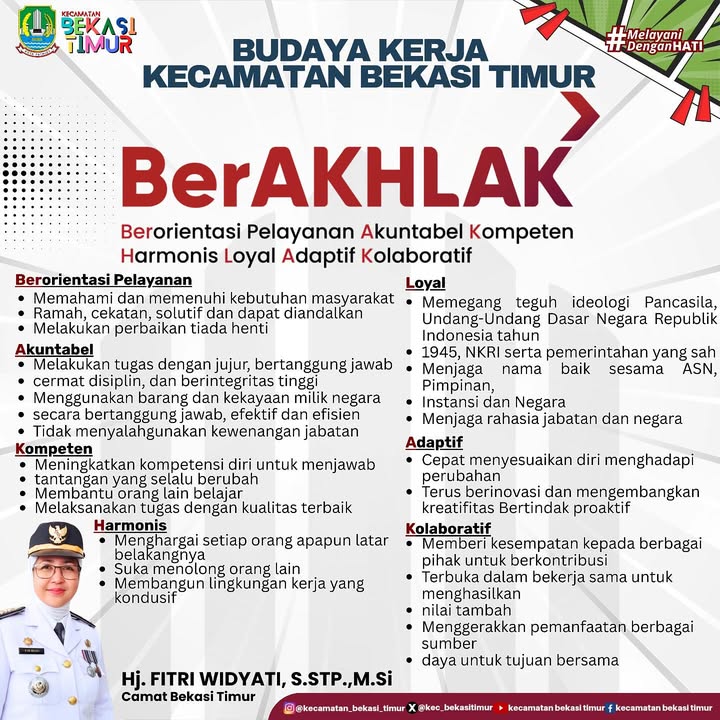 KECAMATAN
BEKASI
TIMUR
#Melayani
DenganHATI
BUDAYA KERJA
KECAMATAN BEKASI TIMUR
BerAKHLAK
Berorientasi Pelayanan Akuntabel Kompeten
Harmonis Loyal Adaptif Kolaboratif
Berorientasi Pelayanan
• Memahami dan memenuhi kebutuhan masyarakat
• Ramah, cekatan, solutif dan dapat diandalkan
• Melakukan perbaikan tiada henti
Akuntabel
• Melakukan tugas dengan jujur, bertanggung jawab
• cermat disiplin, dan berintegritas tinggi
• Menggunakan barang dan kekayaan milik negara
• secara bertanggung jawab, efektif dan efisien
• Tidak menyalahgunakan kewenangan jabatan
Kompeten
• Meningkatkan kompetensi diri untuk menjawab
• tantangan yang selalu berubah
• Membantu orang lain belajar
• Melaksanakan tugas dengan kualitas terbaik
Harmonis
• Menghargai setiap orang apapun latar
belakangnya
• Suka menolong orang lain
• Membangun lingkungan kerja yang
kondusif
Loyal
• Memegang teguh ideologi Pancasila,
Undang-Undang Dasar Negara Republik
Indonesia tahun
• 1945, NKRI serta pemerintahan yang sah
• Menjaga nama baik sesama ASN,
Pimpinan,
• Instansi dan Negara
• Menjaga rahasia jabatan dan negara
Adaptif
• Cepat menyesuaikan diri menghadapi
perubahan
• Terus berinovasi dan mengembangkan
kreatifitas Bertindak proaktif
Kolaboratif
• Memberi kesempatan kepada berbagai
pihak untuk berkontribusi
• Terbuka dalam bekerja sama untuk
menghasilkan
• nilai tambah
• Menggerakkan pemanfaatan berbagai
sumber
• daya untuk tujuan bersama
Hj. FITRI WIDYATI, S.STP.,M.Si
Camat Bekasi Timur
@kecamatan_bekasi_timur @kec_bekasitimur kecamatan bekasi timur kecamatan bekasi timur